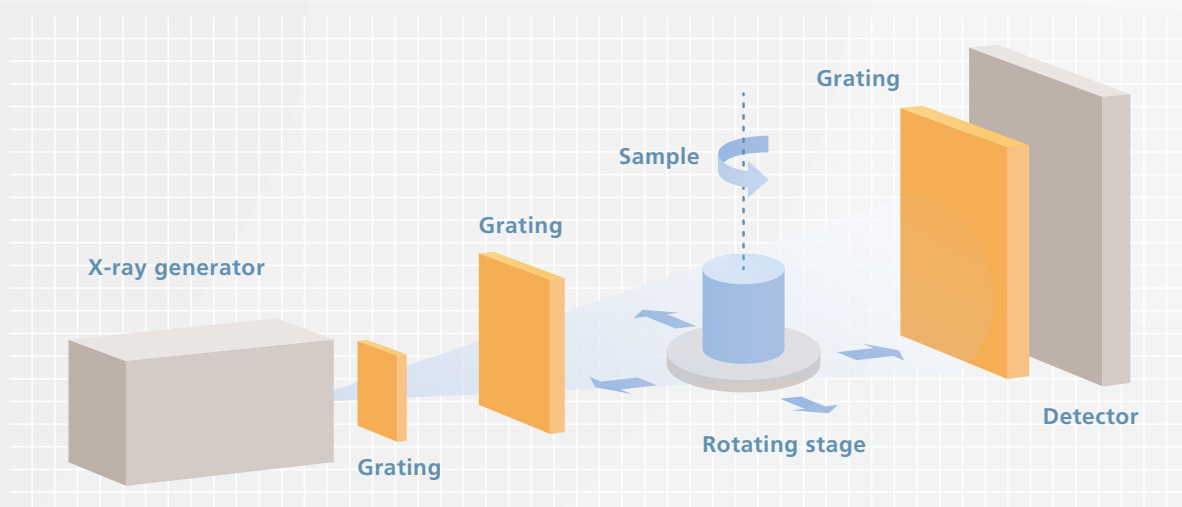 Grating
Sample
Grating
X-ray generator
Detector
Rotating stage
Grating